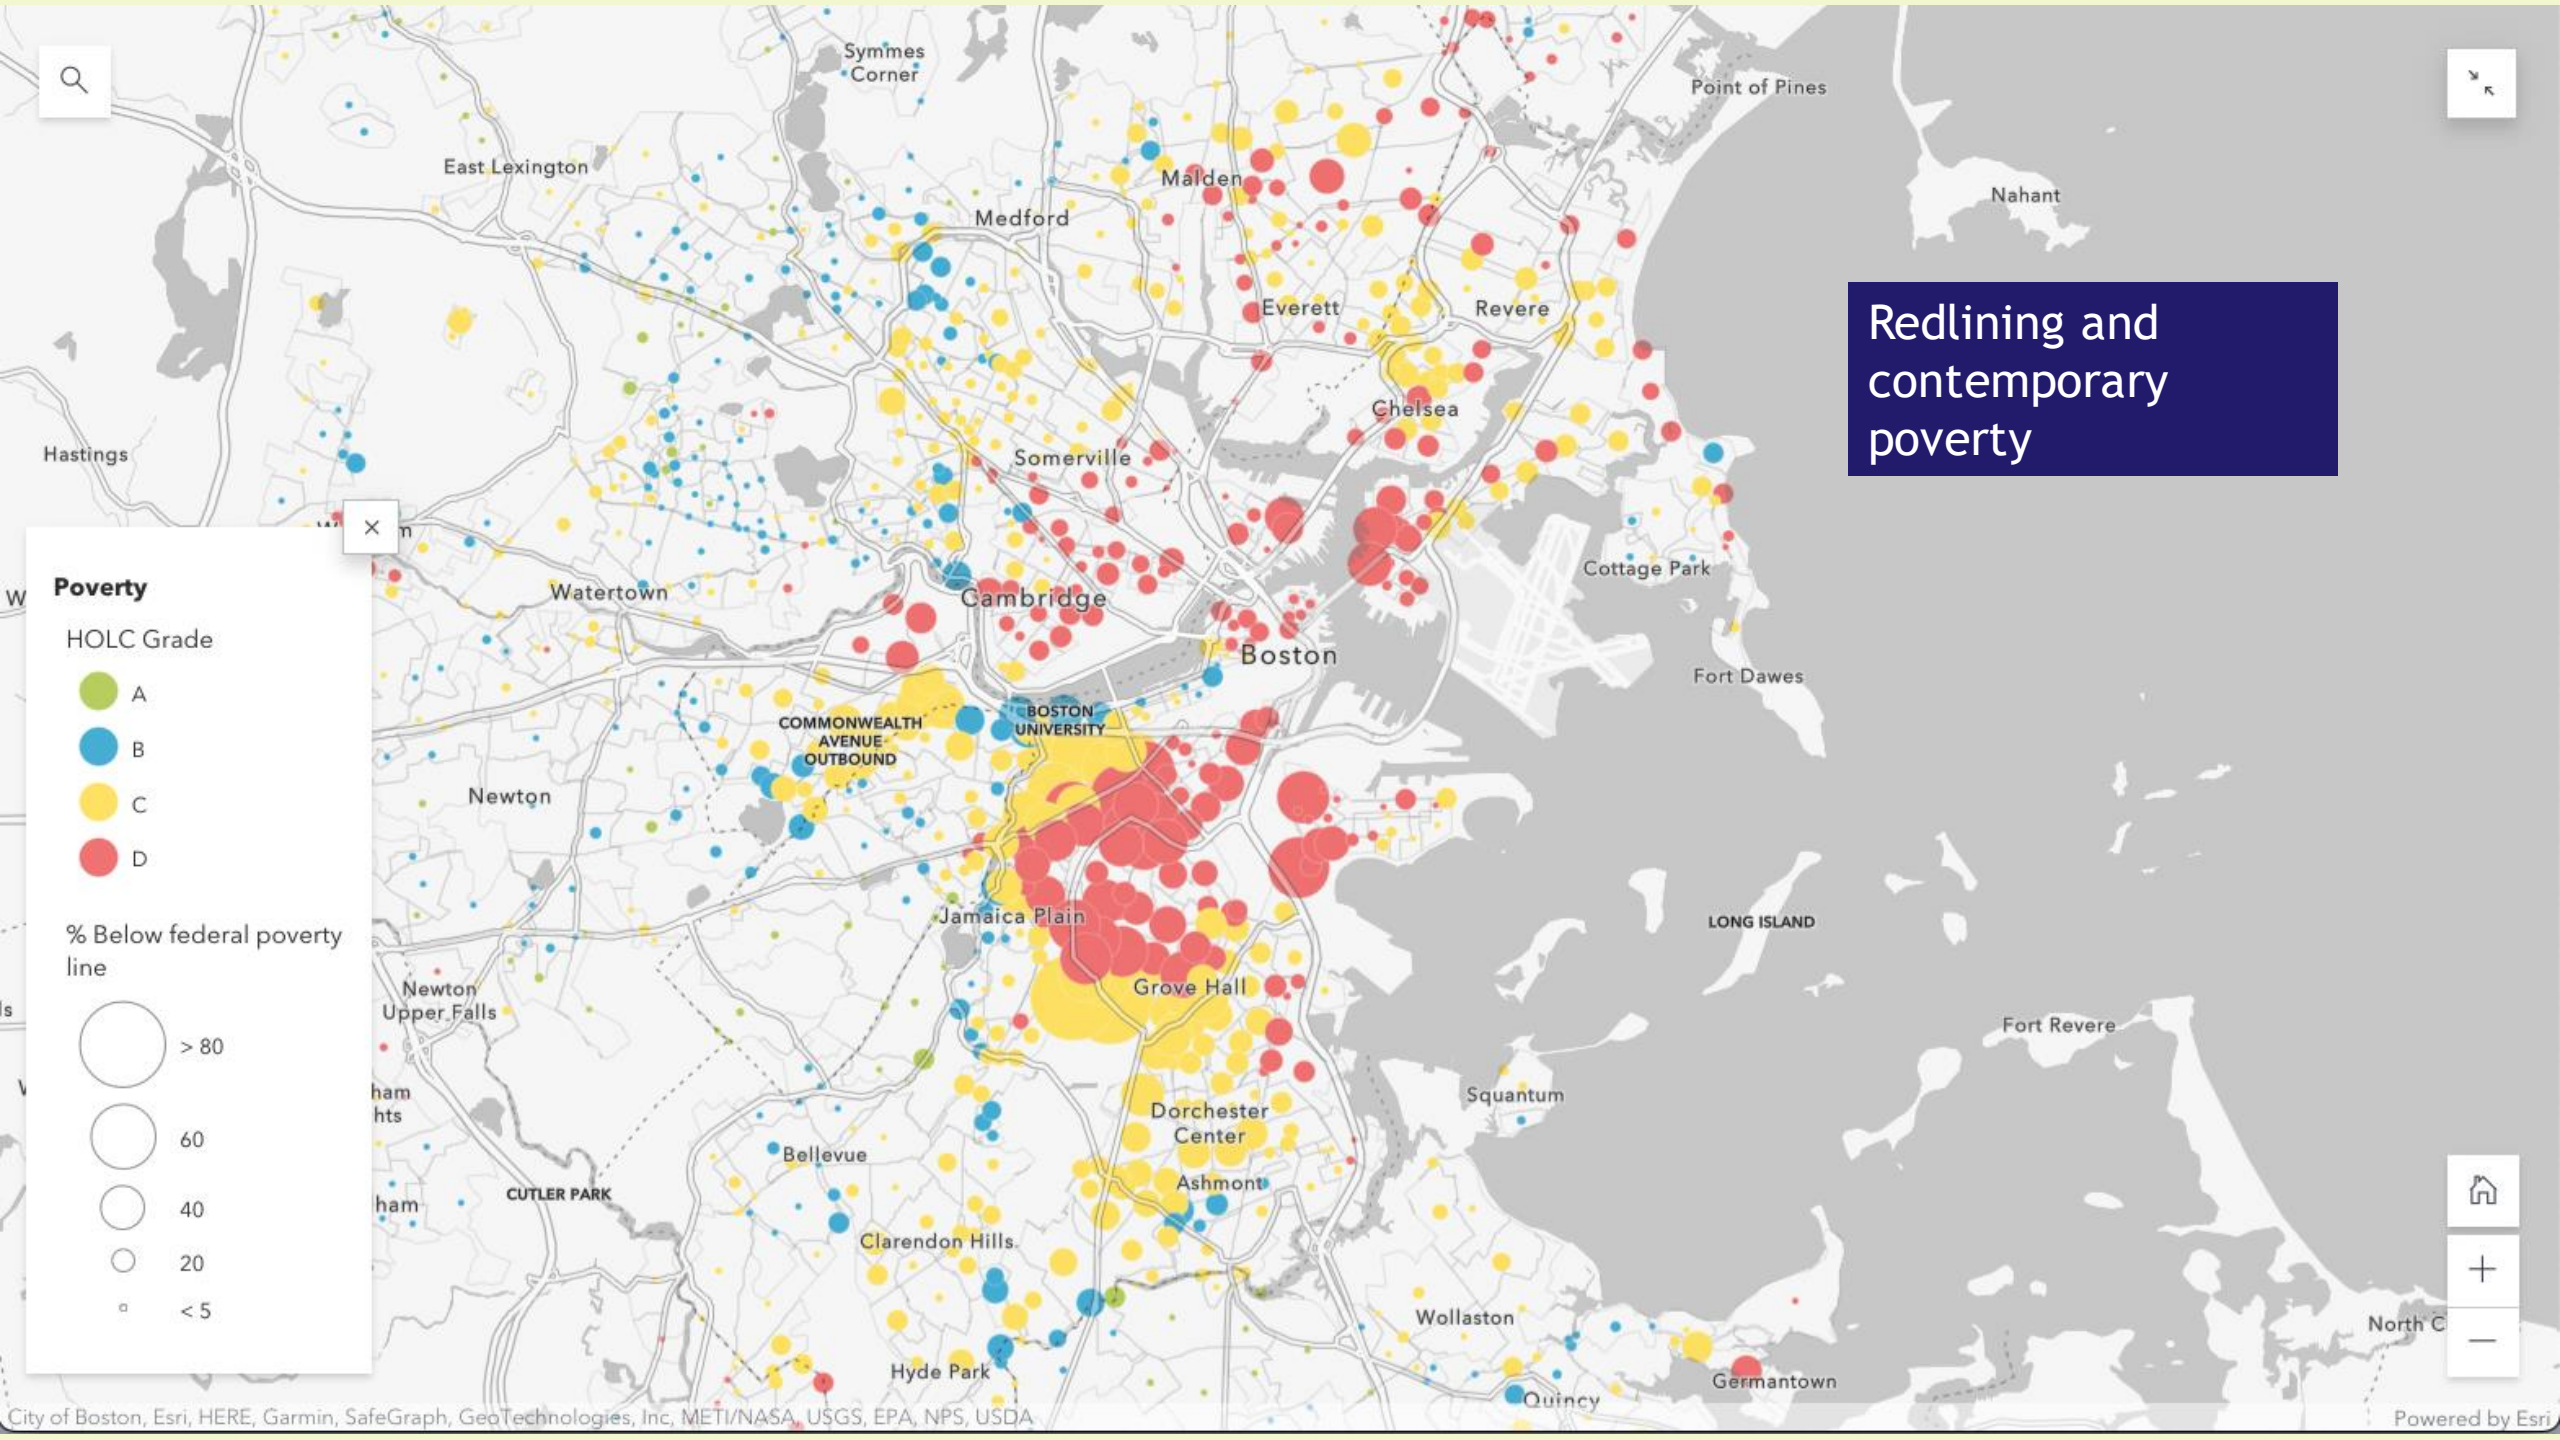 Symmes
Corner
Point of Pines
East Lexington
Malden
Nahant
Medford
Everett
Revere
Redlining and
contemporary
poverty
Chelsea
Hastings
Somerville
Cottage Park
Watertown
Cambridge
Boston
Fort Dawes
BOSTON
UNIVERSITY
COMMONWEALTH
AVENUE
OUTBOUND
Newton
Jamaica Plain
LONG ISLAND
Grove Hall
Newton
Upper Falls
Fort Revere
Squantum
Dorchester
Center
Bellevue
Ashmont
CUTLER PARK
Clarendon Hills
Wollaston
Hyde Park
Germantown
Quincy
North C
ham
hts
ham
Poverty
HOLC Grade
A
B
C
D
% Below federal poverty
line
> 80
60
40
20
< 5
City of Boston, Esri, HERE, Garmin, SafeGraph, GeoTechnologies, Inc, METI/NASA, USGS, EPA, NPS, USDA
Powered by Esri